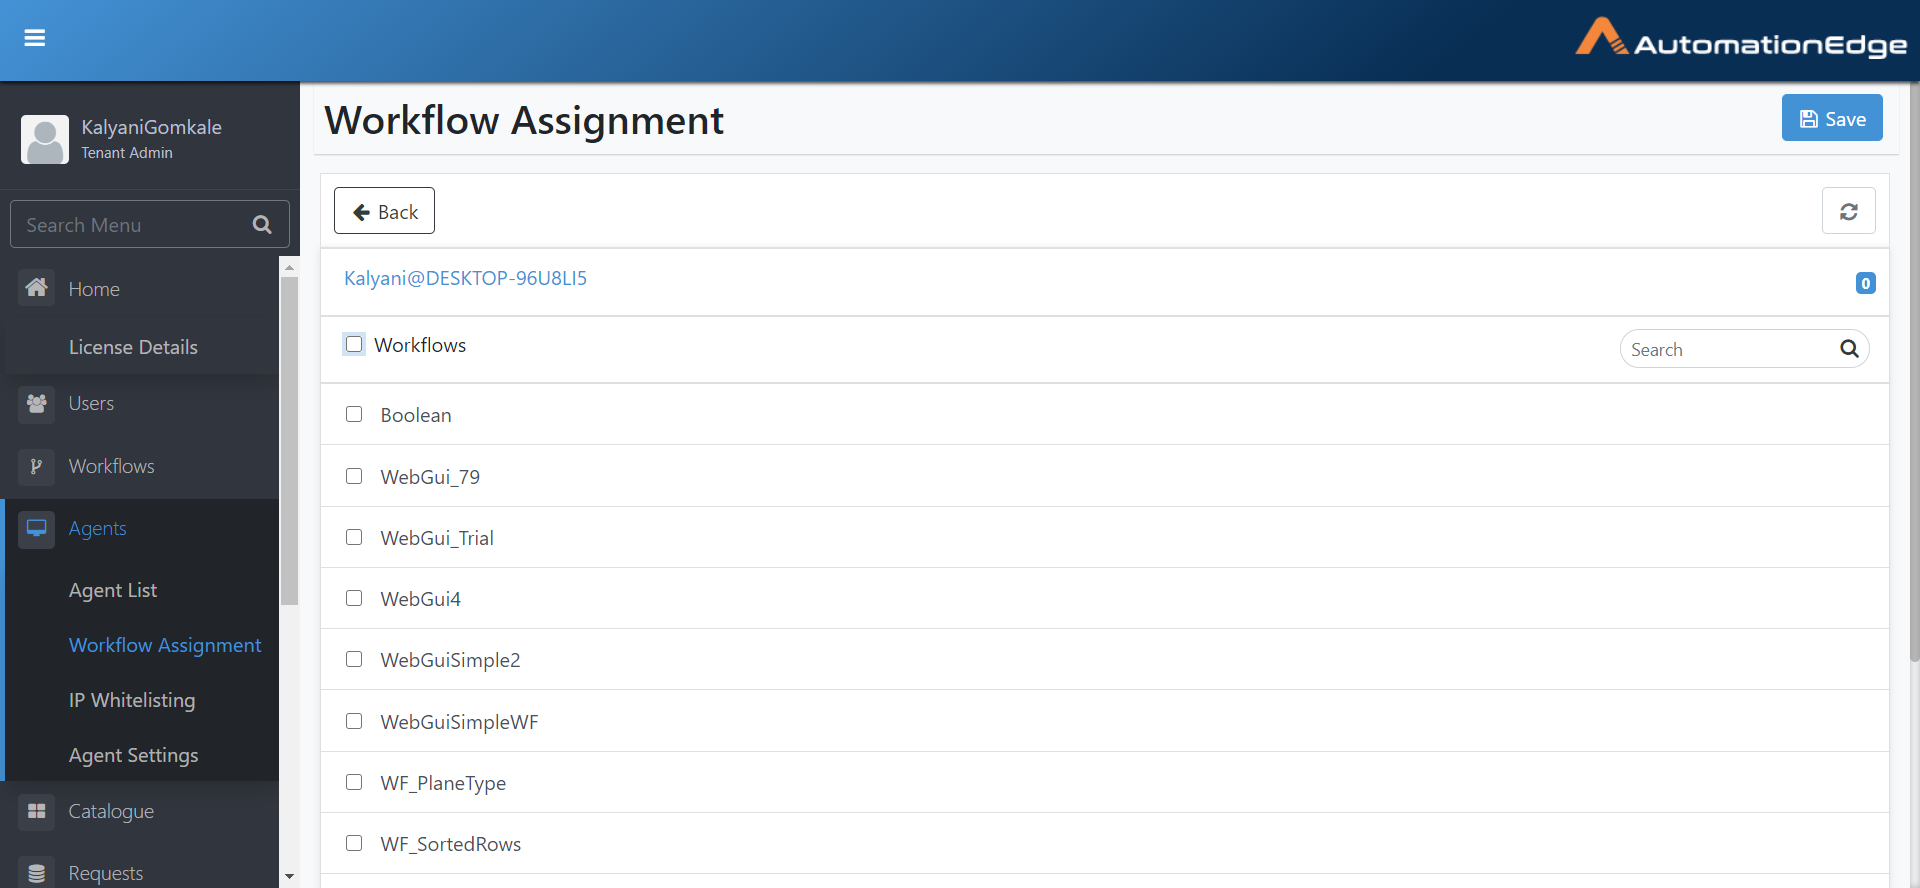 AutomationEdge
KalyaniGomkale
Tenant Admin
Search Menu
Home
License Details
Users
Workflows
Agents
Agent List
Workflow Assignment
IP Whitelisting
Agent Settings
Catalogue
Requests
Workflow Assignment
Save
Back
Kalyani@DESKTOP-96U8LI5
0
Workflows
Search
Boolean
WebGui_79
WebGui_Trial
WebGui4
WebGuiSimple2
WebGuiSimpleWF
WF_PlaneType
WF_SortedRows